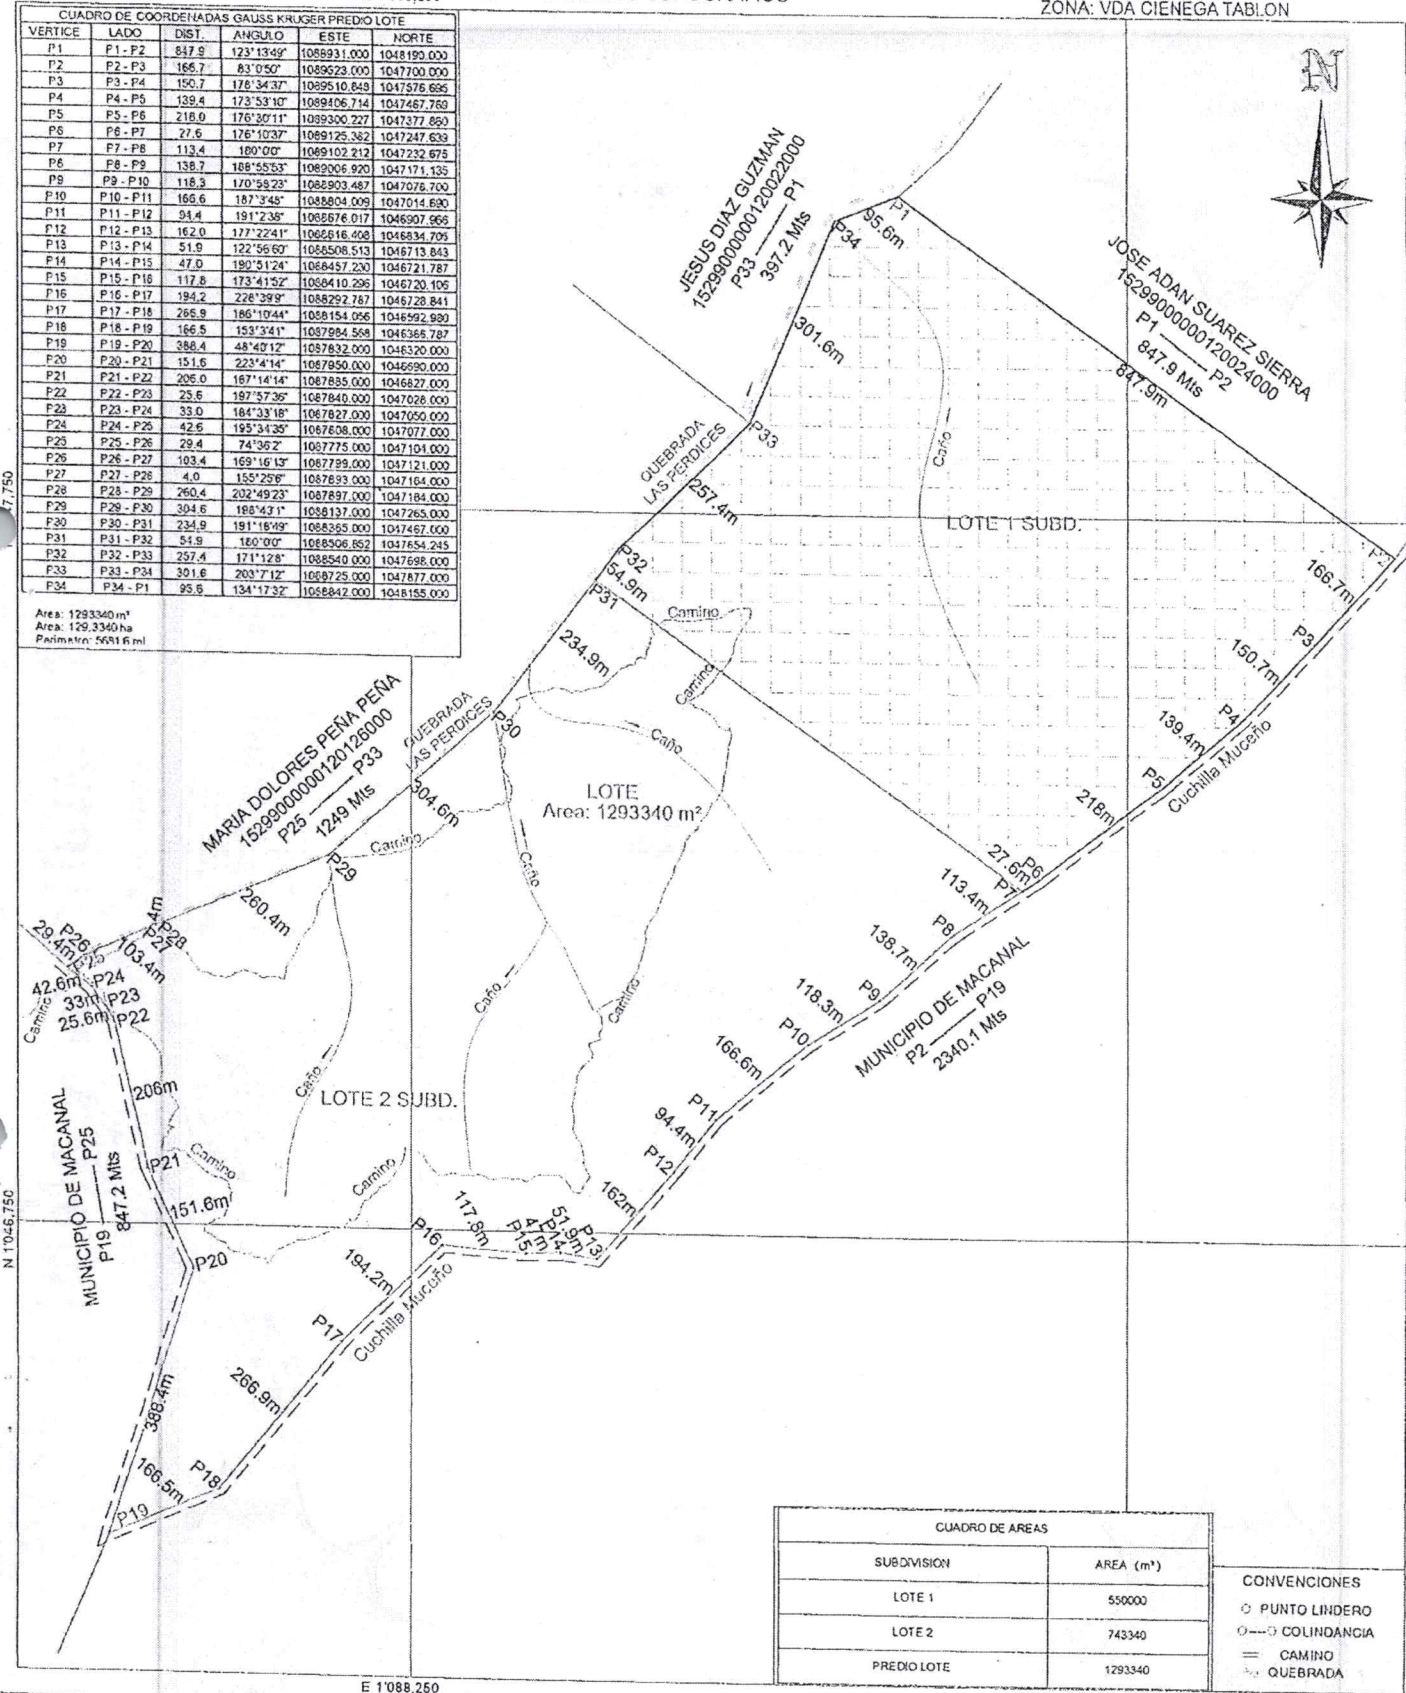 ZONA: VDA CIENEGA TABLON
CUADRO DE COORDENADAS GAUSS KRUGER PREDIO LOTE
VERTICE LADO DIST. ANGULO ESTE NORTE
P1 P1 - P2 847.9 123°13'49" 1088931.000 1048190.000
P2 P2 - P3 166.7 83°0'50" 1089623.000 1047700.000
P3 P3 - P4 150.7 178°34'37" 1089510.843 1047576.695
P4 P4 - P5 139.4 173°53'10" 1089406.714 1047467.769
P5 P5 - P6 218.0 176°30'11" 1089300.227 1047377.860
P6 P6 - P7 27.6 176°10'37" 1089125.362 1047247.639
P7 P7 - P8 113.4 180°0'0" 1089102.212 1047232.675
P8 P8 - P9 138.7 188°55'53" 1089006.920 1047171.135
P9 P9 - P10 118.3 170°58'23" 1088903.487 1047078.700
P10 P10 - P11 166.6 187°3'48" 1088804.009 1047014.690
P11 P11 - P12 94.4 191°2'38" 1088676.017 1046907.966
P12 P12 - P13 162.0 177°22'41" 1088616.408 1046834.705
P13 P13 - P14 51.9 122°56'60" 1088508.513 1046713.843
P14 P14 - P15 47.0 190°51'24" 1088457.230 1046721.787
P15 P15 - P16 117.8 173°41'52" 1088410.296 1046720.106
P16 P16 - P17 194.2 228°39'9" 1088292.787 1046728.841
P17 P17 - P18 266.9 186°10'44" 1088154.056 1046592.980
P18 P18 - P19 166.5 153°3'41" 1087984.568 1046366.787
P19 P19 - P20 388.4 48°40'12" 1087832.000 1046320.000
P20 P20 - P21 151.6 223°4'14" 1087950.000 1046690.000
P21 P21 - P22 206.0 167°14'14" 1087885.000 1046827.000
P22 P22 - P23 25.6 197°57'36" 1087840.000 1047028.000
P23 P23 - P24 33.0 184°33'18" 1087827.000 1047050.000
P24 P24 - P25 42.6 195°34'35" 1087808.000 1047077.000
P25 P25 - P26 29.4 74°36'2" 1087775.000 1047104.000
P26 P26 - P27 103.4 169°16'13" 1087799.000 1047121.000
P27 P27 - P28 4.0 155°25'6" 1087893.000 1047164.000
P28 P28 - P29 260.4 202°49'23" 1087897.000 1047164.000
P29 P29 - P30 304.6 198°43'1" 1088137.000 1047265.000
P30 P30 - P31 234.9 191°18'49" 1088365.000 1047467.000
P31 P31 - P32 54.9 180°0'0" 1088506.852 1047654.245
P32 P32 - P33 257.4 171°12'8" 1088540.000 1047698.000
P33 P33 - P34 301.6 203°7'12" 1088725.000 1047877.000
P34 P34 - P1 95.6 134°17'32" 1088842.000 1048155.000
Area: 1293340 m²
Area: 129.3340 ha
Perimetro: 5681.6 ml
N
JESUS DIAZ GUZMAN
152990000000120022000
P33 P1
397.2 Mts
P34
95.6m
P1
JOSE ADAN SUAREZ SIERRA
152990000000120024000
P1 P2
847.9 Mts
847.9m
301.6m
P33
QUEBRADA
LAS PERDICES
257.4m
Caño
LOTE 1 SUBD.
P2
166.7m
P3
150.7m
P4
139.4m
P5
Cuchilla Muceño
218m
P6
27.6m
P7
P32
54.9m
P31
234.9m
Camino
Camino
Caño
QUEBRADA
LAS PERDICES
P30
MARIA DOLORES PEÑA PEÑA
152990000000120126000
P25 P33
1249 Mts
304.6m
LOTE
Area: 1293340 m²
Camino
P29
Caño
260.4m
113.4m
P8
138.7m
P9
118.3m
P10
MUNICIPIO DE MACANAL
P2 P19
2340.1 Mts
4m
P28
P27
103.4m
P26
29.4m
P25
42.6m
P24
33m
P23
25.6m
P22
Camino
Caño
Camino
166.6m
P11
94.4m
P12
162m
Caño
206m
LOTE 2 SUBD.
MUNICIPIO DE MACANAL
P19 P25
847.2 Mts
P21
Camino
Camino
151.6m
P20
P16
117.8m
P15
47m
P14
51.9m
P13
194.2m
P17
Cuchilla Muceño
266.9m
388.4m
P18
166.5m
P19
7.750
N 1'046.750
E 1'088.250
CUADRO DE AREAS
SUBDIVISION AREA (m²)
LOTE 1 550000
LOTE 2 743340
PREDIO LOTE 1293340
CONVENCIONES
PUNTO LINDERO
COLINDANCIA
CAMINO
QUEBRADA